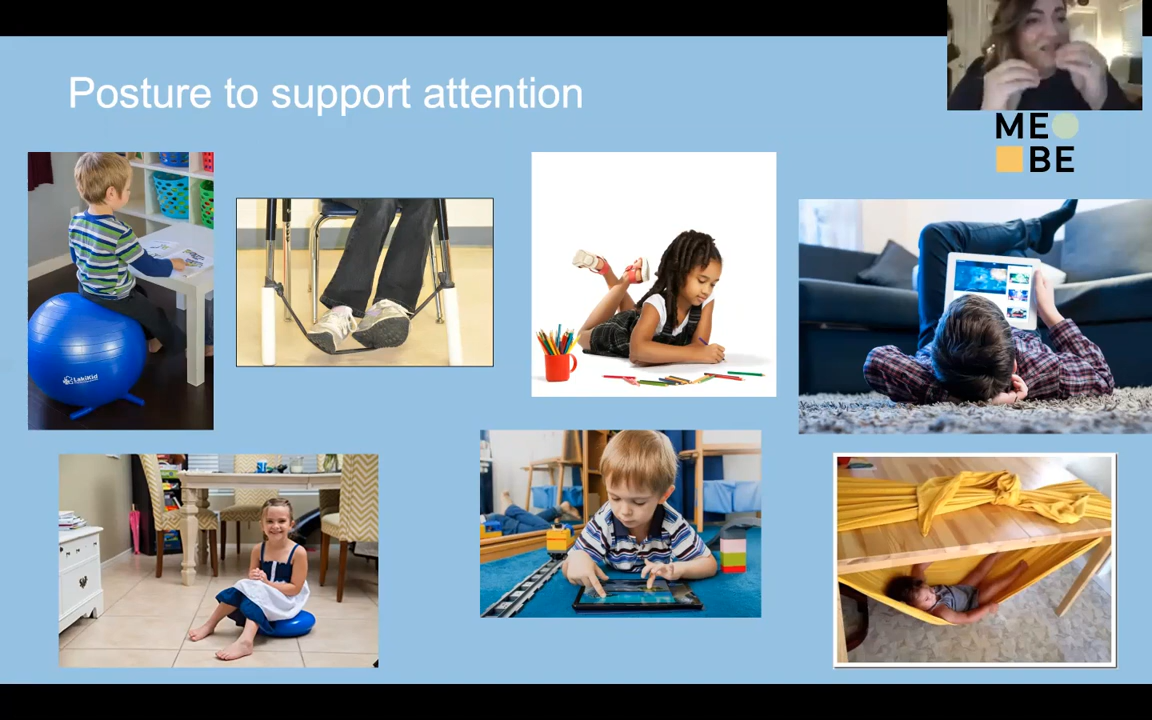 Posture to support attention
ME
BE
LakiKid